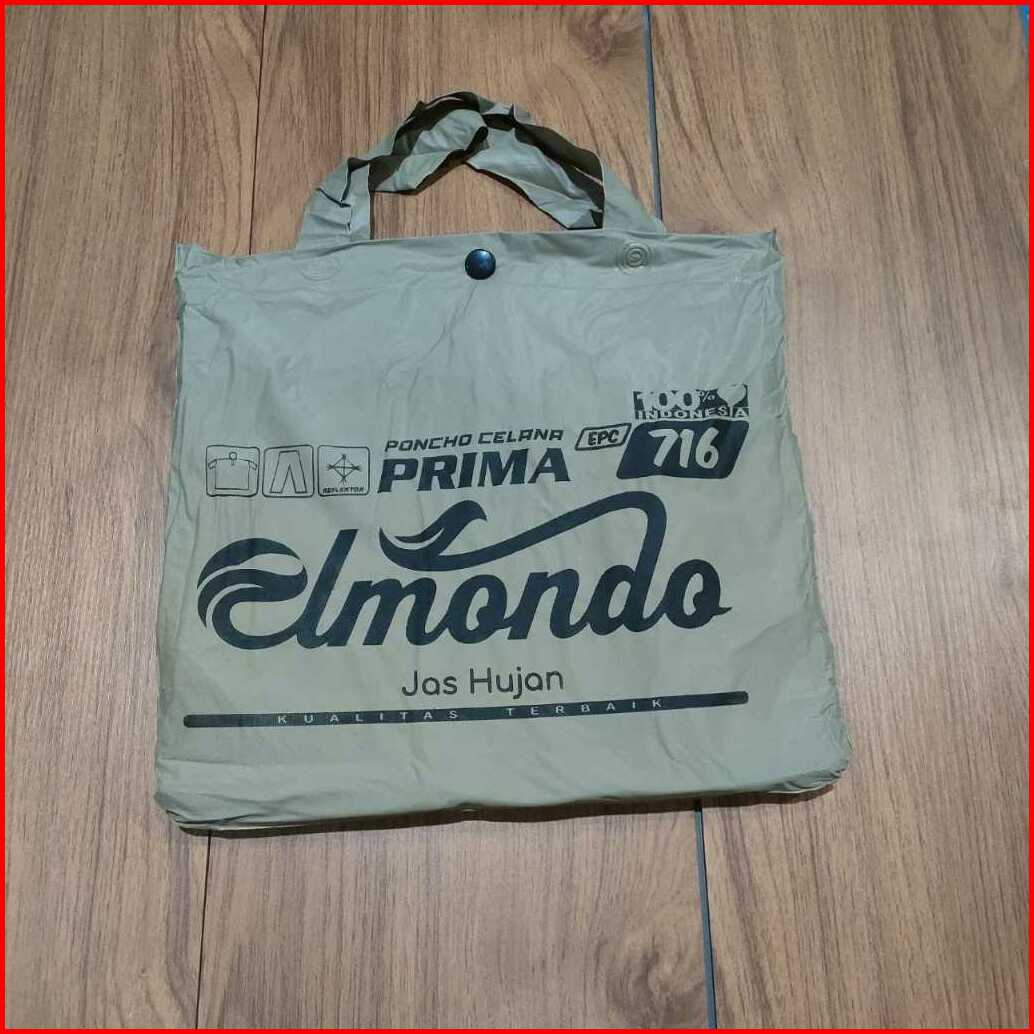 100% INDONESIA
PONCHO CELANA EPC 716
PRIMA
REFLEKTOR
Elmondo
Jas Hujan
KUALITAS TERBAIK